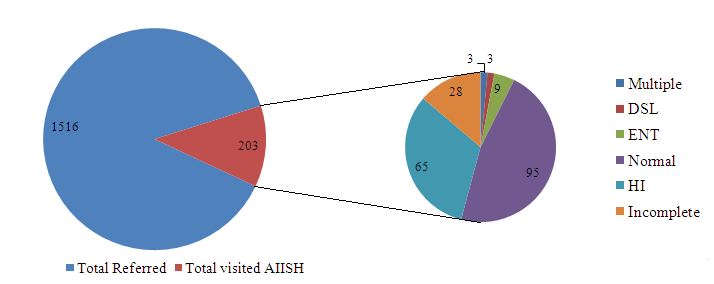 3 3
9
28
1516
203
65
95
Multiple
DSL
ENT
Normal
HI
Incomplete
Total Referred Total visited AIISH